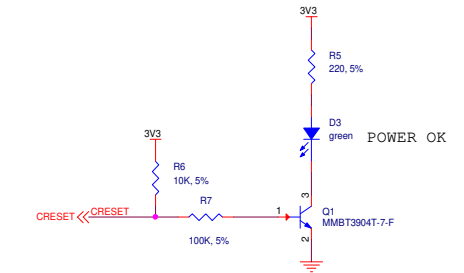 3V3
R5
220, 5%
D3
green
POWER OK
3V3
R6
10K, 5%
R7
CRESET
CRESET
100K, 5%
1
3
Q1
MMBT3904T-7-F
2